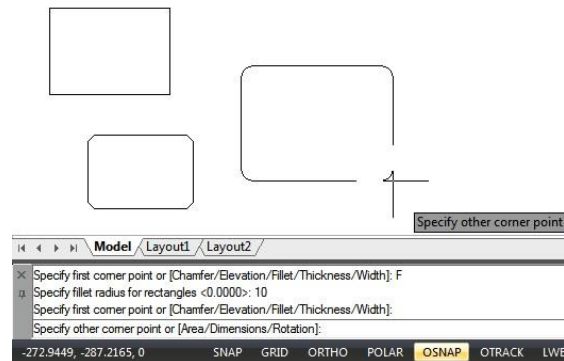 Specify other corner point
Model Layout1 Layout2
Specify first corner point or [Chamfer/Elevation/Fillet/Thickness/Width]: F
Specify fillet radius for rectangles <0.0000>: 10
Specify first corner point or [Chamfer/Elevation/Fillet/Thickness/Width]:
Specify other corner point or [Area/Dimensions/Rotation]:
-272.9449, -287.2165, 0 SNAP GRID ORTHO POLAR OSNAP OTRACK LWE